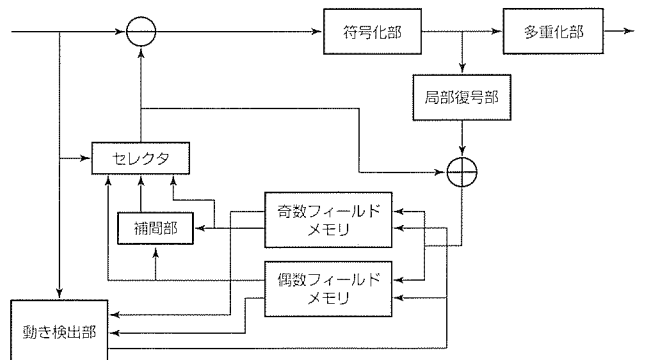 符号化部
多重化部
局部復号部
セレクタ
補間部
奇数フィールド
メモリ
偶数フィールド
メモリ
動き検出部